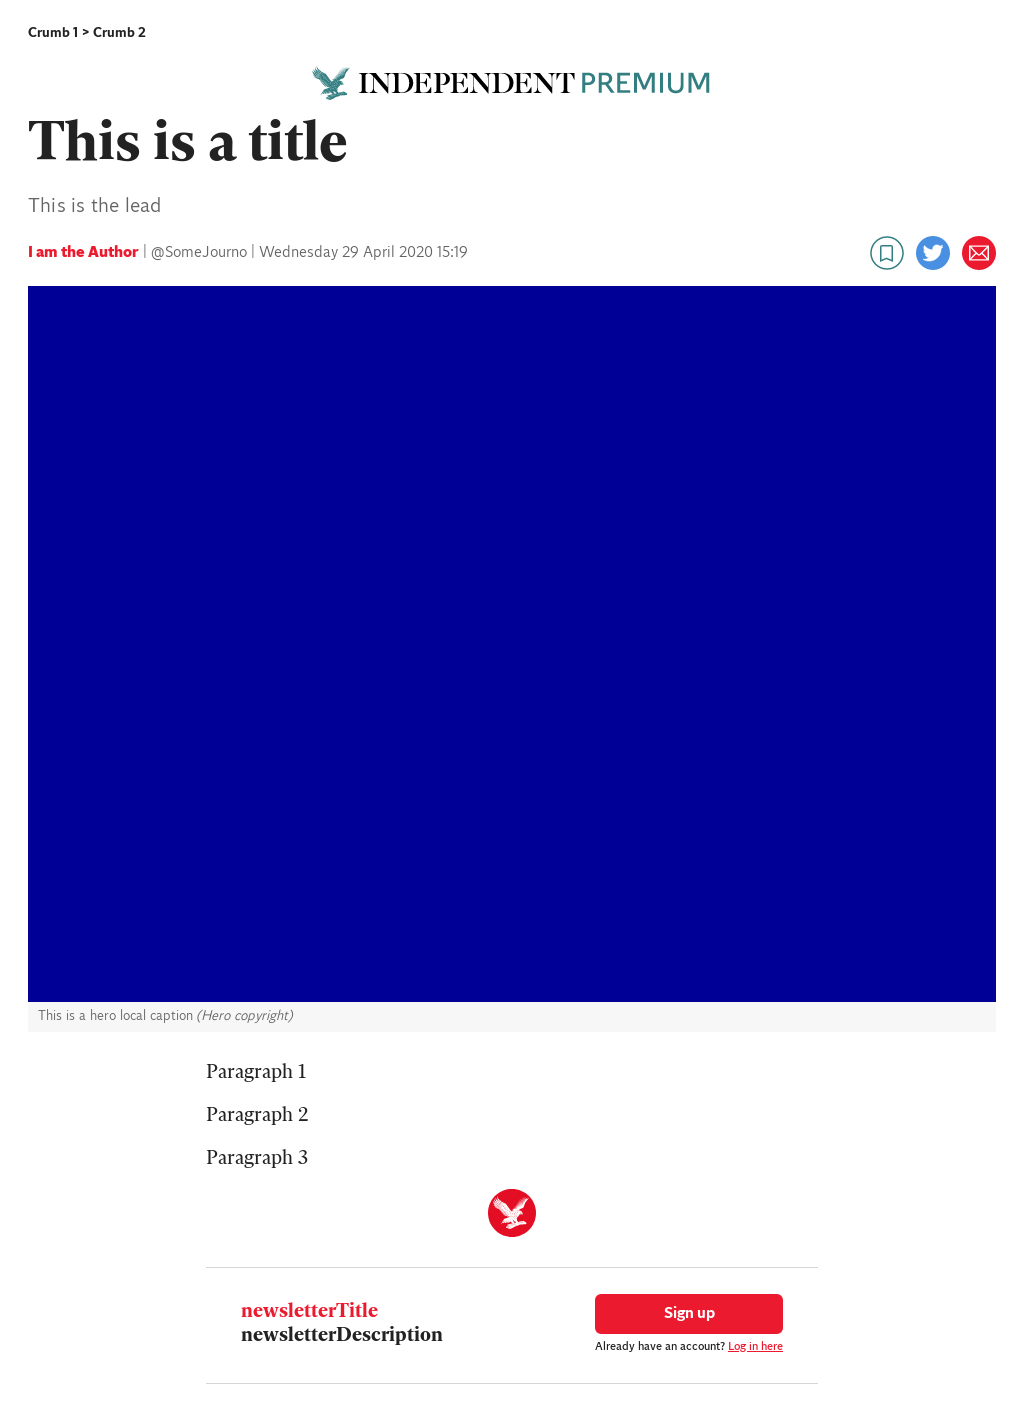 Crumb 1 > Crumb 2
INDEPENDENT PREMIUM
This is a title
This is the lead
I am the Author | @SomeJourno | Wednesday 29 April 2020 15:19
This is a hero local caption (Hero copyright)
Paragraph 1
Paragraph 2
Paragraph 3
newsletterTitle
newsletterDescription
Sign up
Already have an account? Log in here